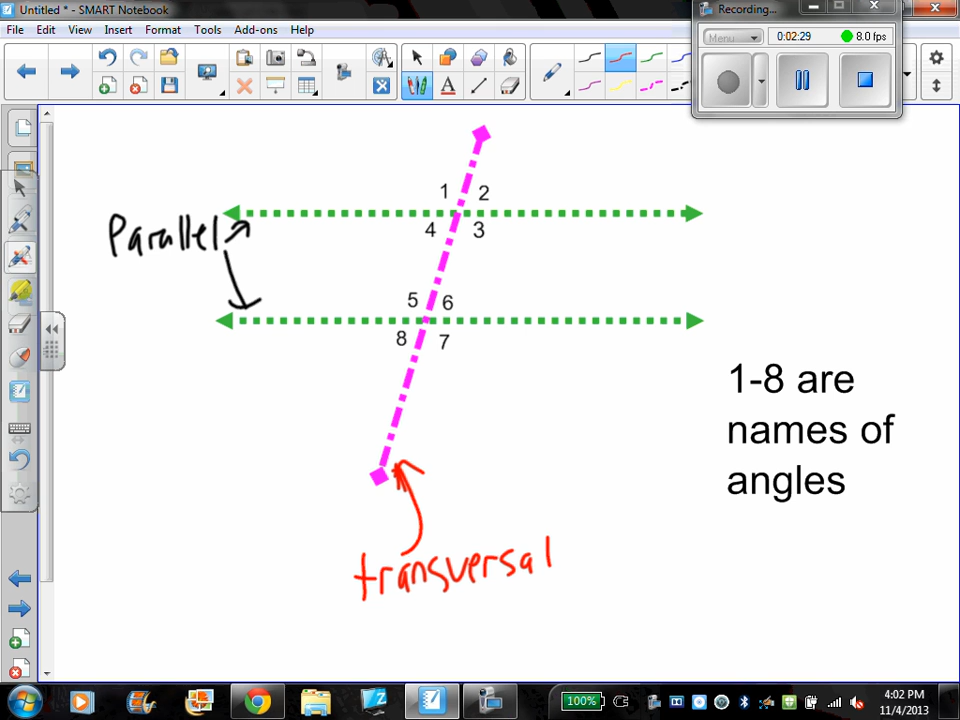 Untitled * - SMART Notebook
Recording...
File Edit View Insert Format Tools Add-ons Help
Menu
0:02:29
8.0 fps
A
1 2
4 3
Parallel
5 6
8 7
1-8 are
names of
angles
transversal
100%
4:02 PM
11/4/2013